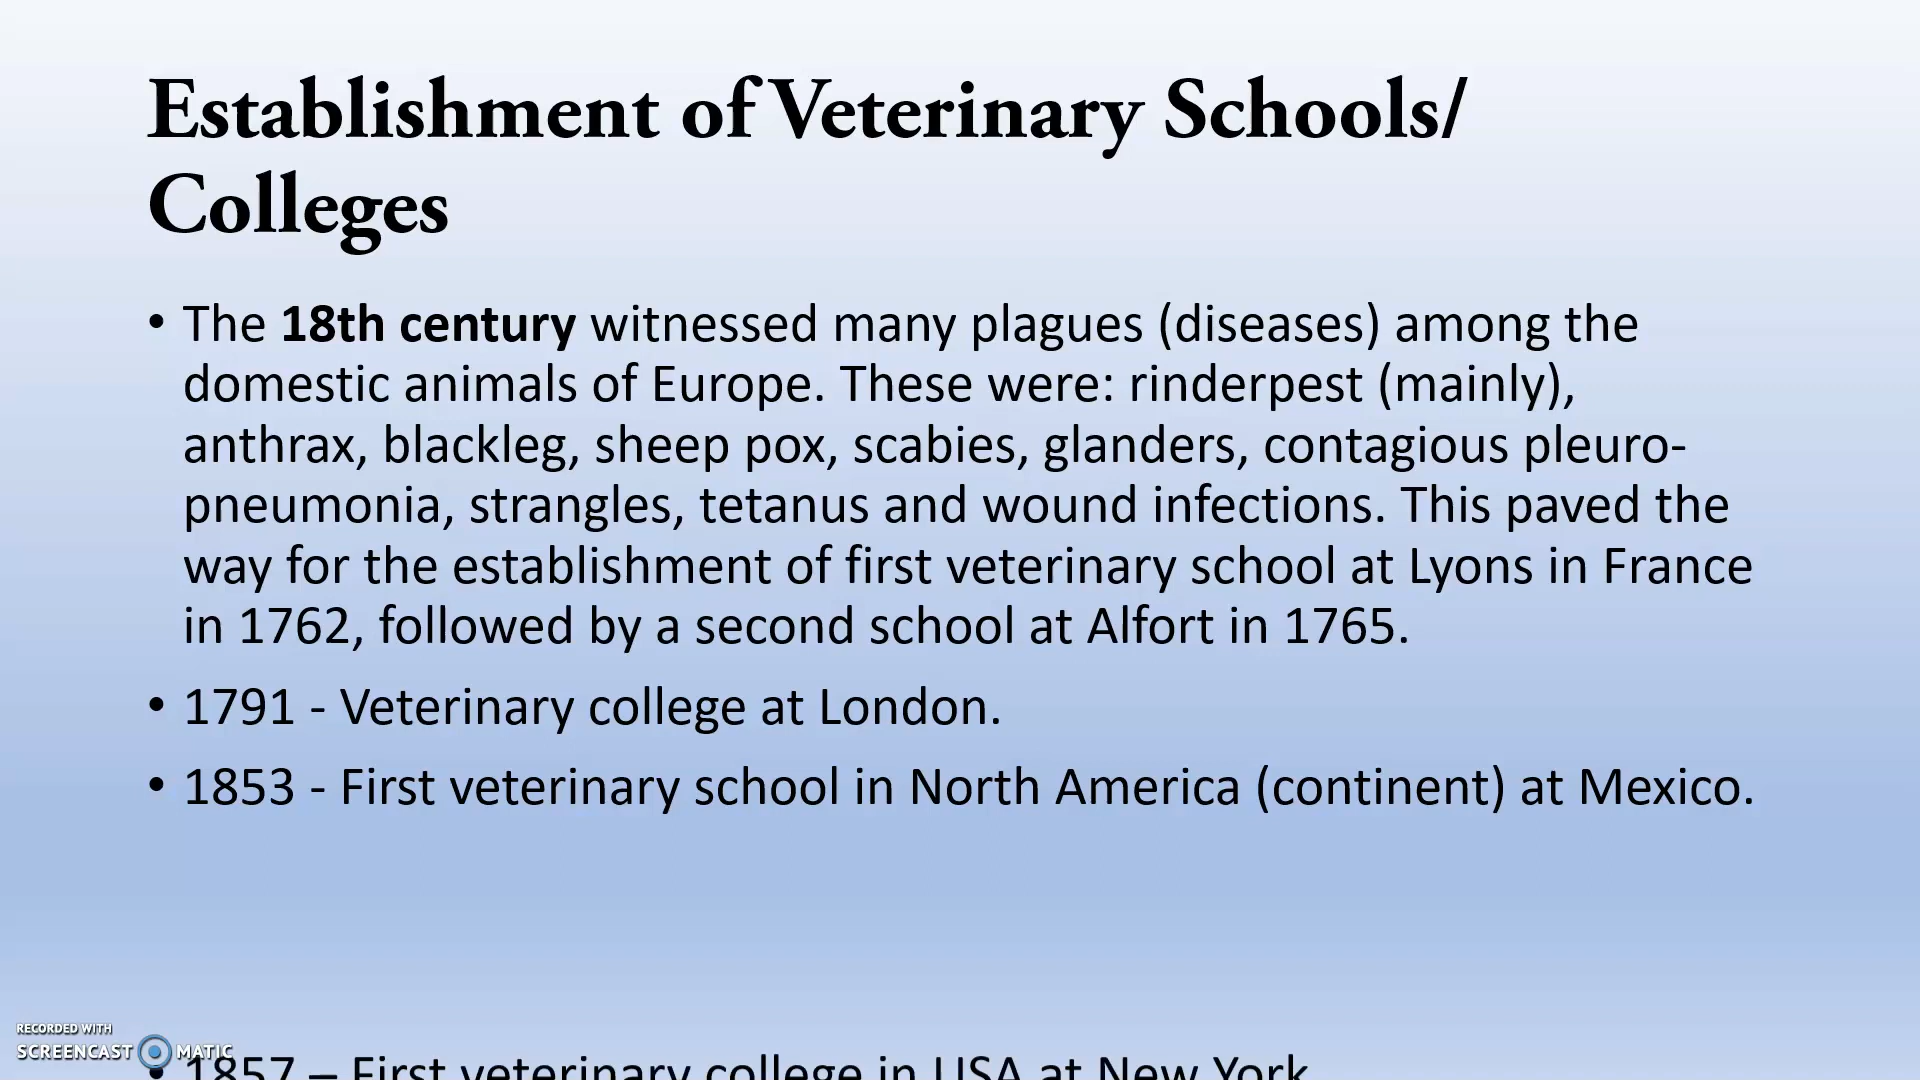 Establishment of Veterinary Schools/
Colleges
• The 18th century witnessed many plagues (diseases) among the
domestic animals of Europe. These were: rinderpest (mainly),
anthrax, blackleg, sheep pox, scabies, glanders, contagious pleuro-
pneumonia, strangles, tetanus and wound infections. This paved the
way for the establishment of first veterinary school at Lyons in France
in 1762, followed by a second school at Alfort in 1765.
• 1791 - Veterinary college at London.
• 1853 - First veterinary school in North America (continent) at Mexico.
RECORDED WITH
SCREENCAST MATIC
• 1857 – First veterinary college in USA at New York